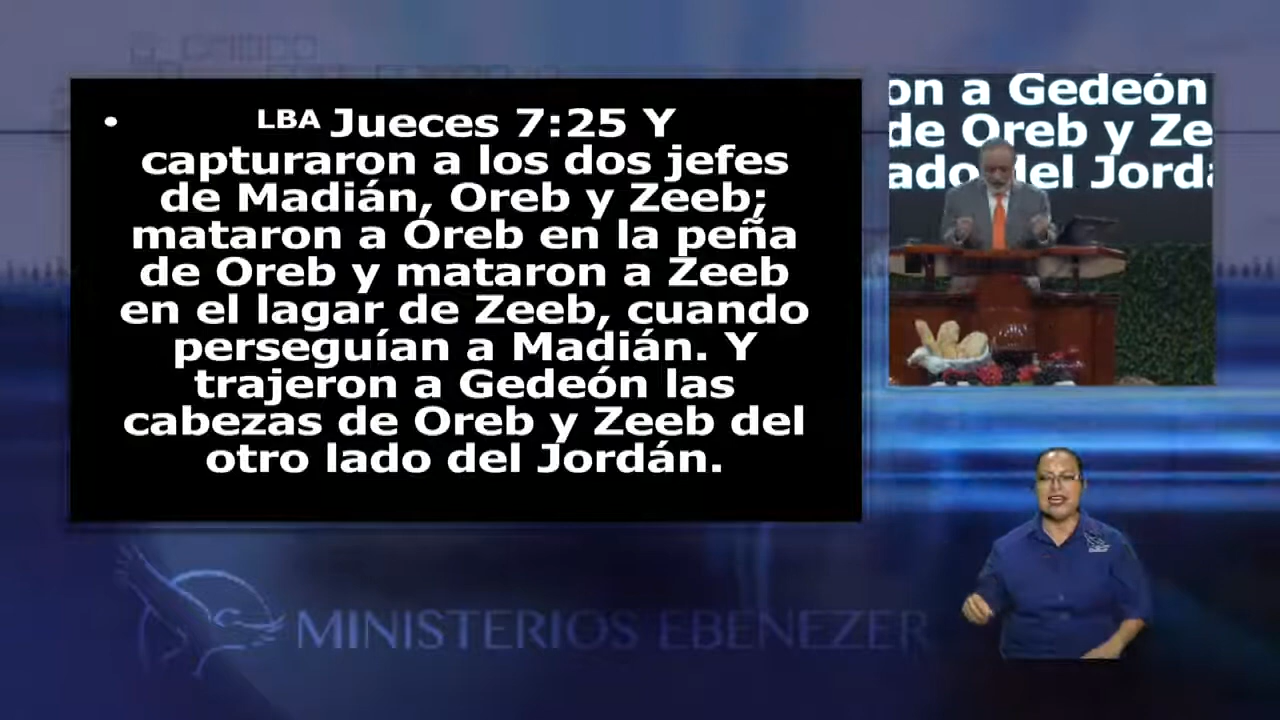 • LBA Jueces 7:25 Y
capturaron a los dos jefes
de Madián, Oreb y Zeeb;
mataron a Oreb en la peña
de Oreb y mataron a Zeeb
en el lagar de Zeeb, cuando
perseguían a Madián. Y
trajeron a Gedeón las
cabezas de Oreb y Zeeb del
otro lado del Jordán.
on a Gedeón
de Oreb y Ze
ado del Jordá
MINISTERIOS EBENEZER